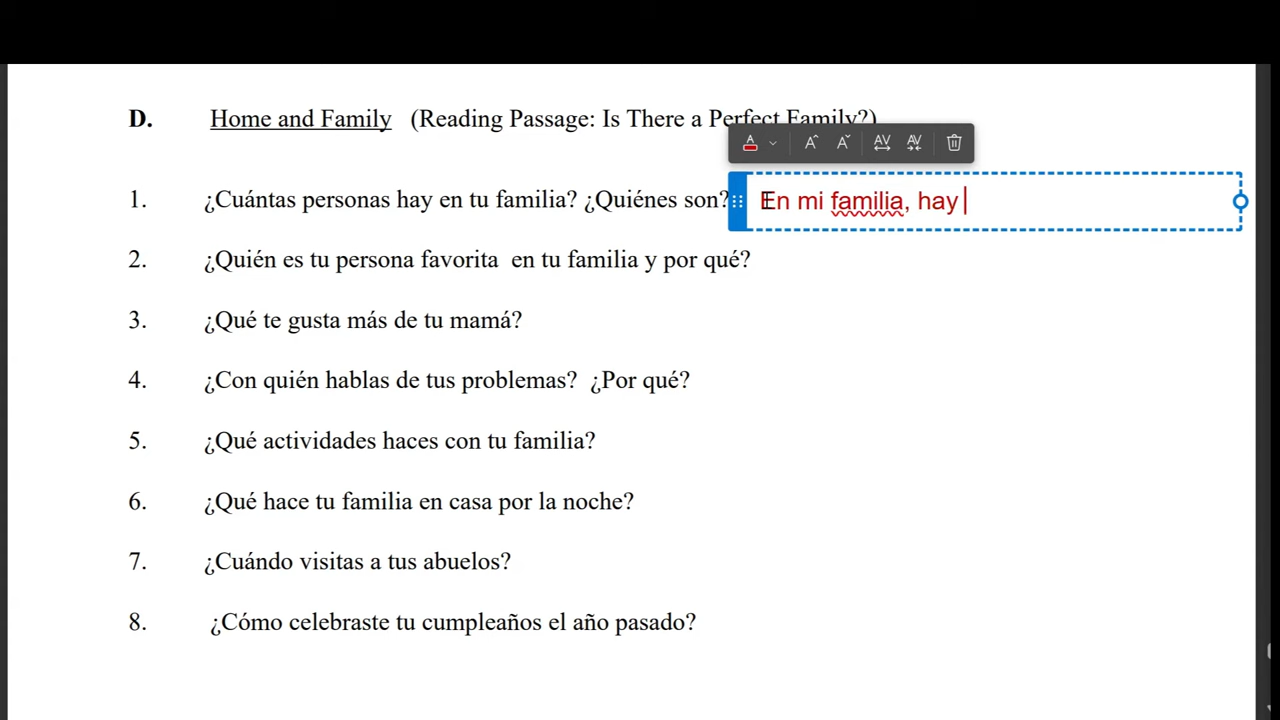 D. Home and Family (Reading Passage: Is There a Perfect Family?)
1. ¿Cuántas personas hay en tu familia? ¿Quiénes son? En mi familia, hay
2. ¿Quién es tu persona favorita en tu familia y por qué?
3. ¿Qué te gusta más de tu mamá?
4. ¿Con quién hablas de tus problemas? ¿Por qué?
5. ¿Qué actividades haces con tu familia?
6. ¿Qué hace tu familia en casa por la noche?
7. ¿Cuándo visitas a tus abuelos?
8. ¿Cómo celebraste tu cumpleaños el año pasado?